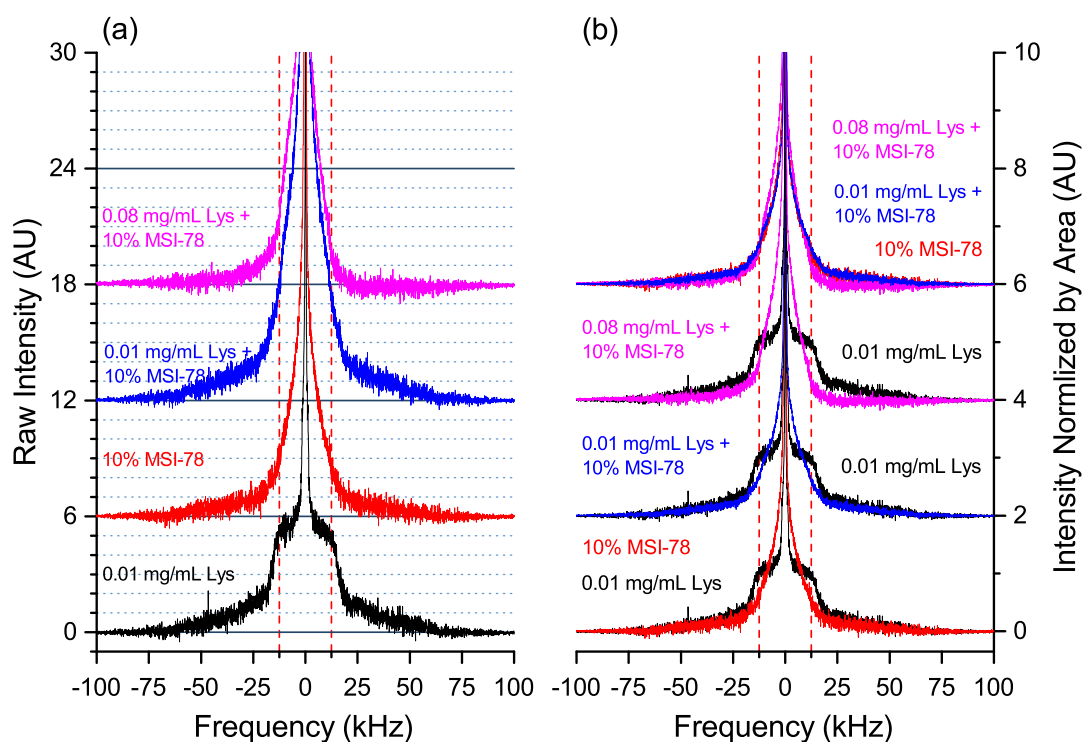 (a)
30
24
18
12
6
0
Raw Intensity (AU)
0.08 mg/mL Lys +
10% MSI-78
0.01 mg/mL Lys +
10% MSI-78
10% MSI-78
0.01 mg/mL Lys
-100 -75 -50 -25 0 25 50 75 100
Frequency (kHz)
(b)
0.08 mg/mL Lys +
10% MSI-78
0.01 mg/mL Lys +
10% MSI-78
10% MSI-78
0.08 mg/mL Lys +
10% MSI-78
0.01 mg/mL Lys
0.01 mg/mL Lys +
10% MSI-78
0.01 mg/mL Lys
10% MSI-78
0.01 mg/mL Lys
10
8
6
4
2
0
Intensity Normlized by Area (AU)
-100 -75 -50 -25 0 25 50 75 100
Frequency (kHz)